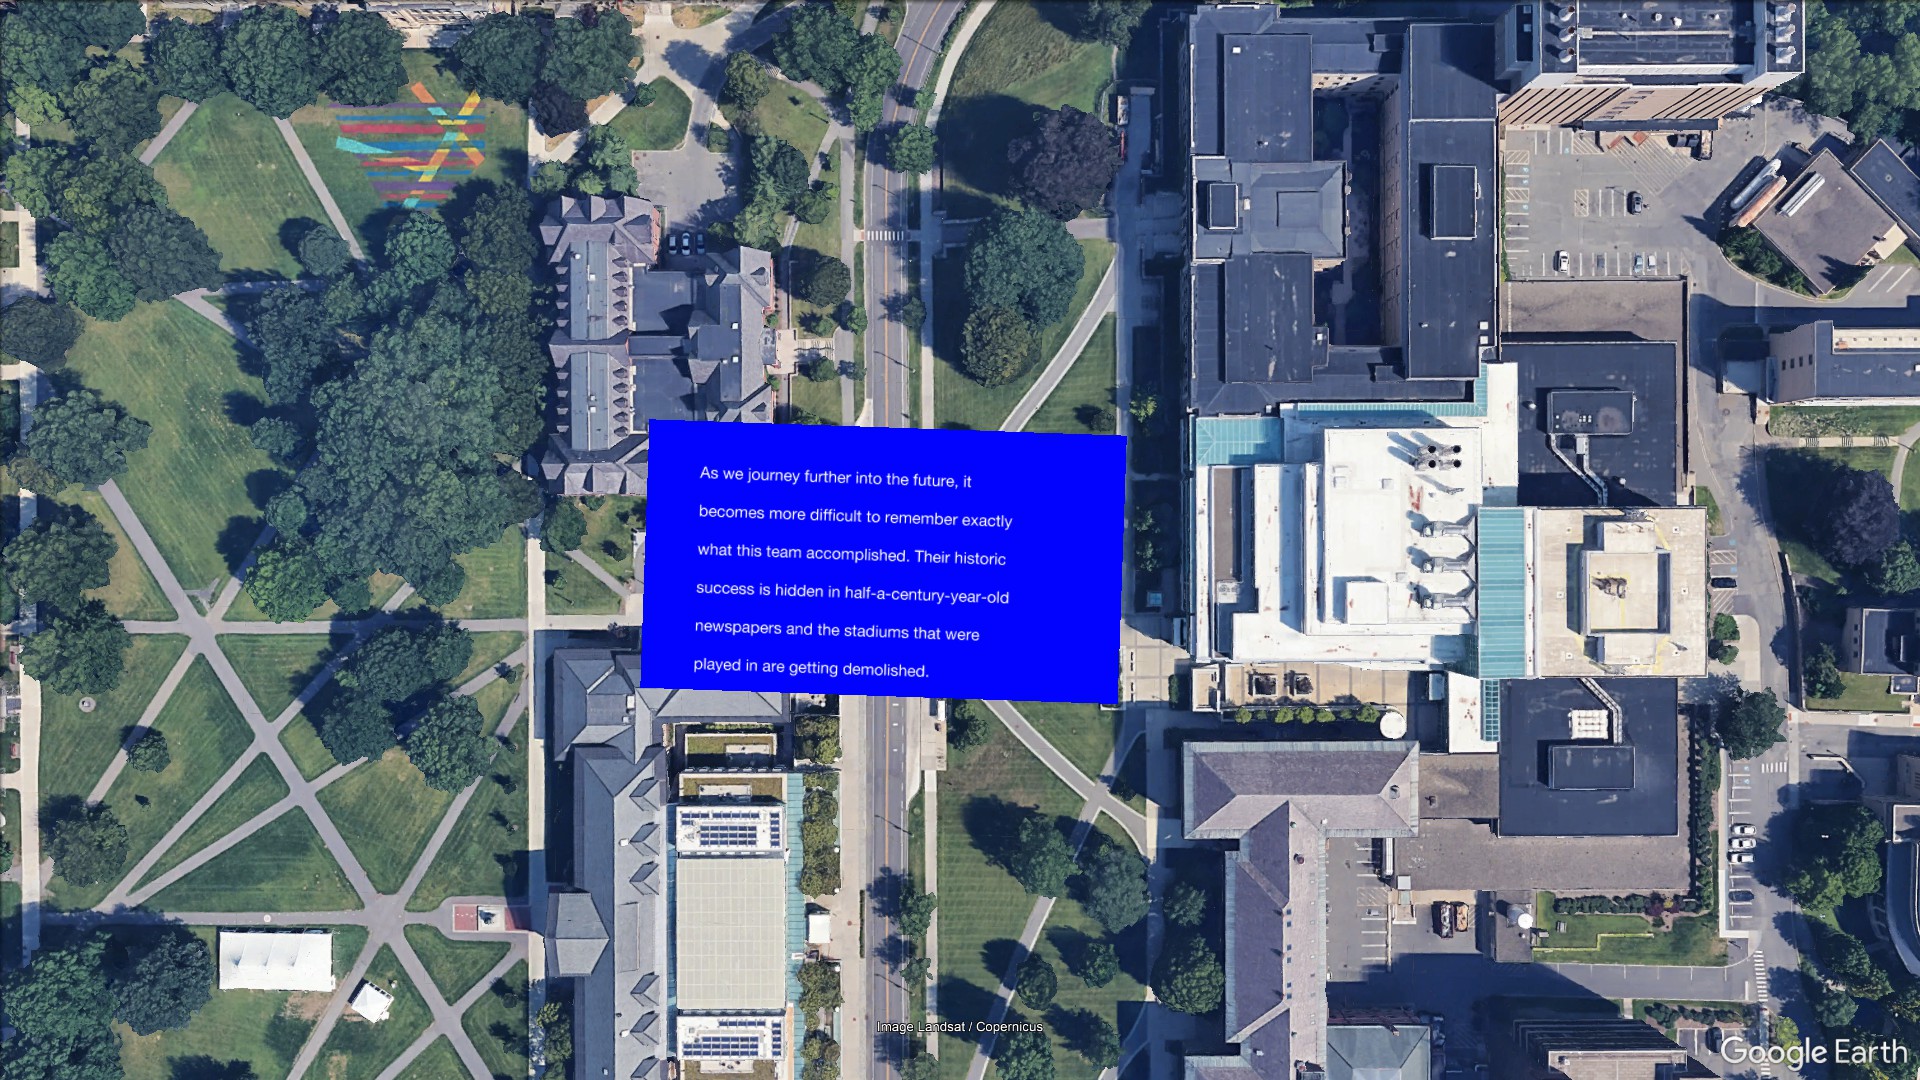 As we journey further into the future, it
becomes more difficult to remember exactly
what this team accomplished. Their historic
success is hidden in half-a-century-year-old
newspapers and the stadiums that were
played in are getting demolished.
Image Landsat / Copernicus
Google Earth